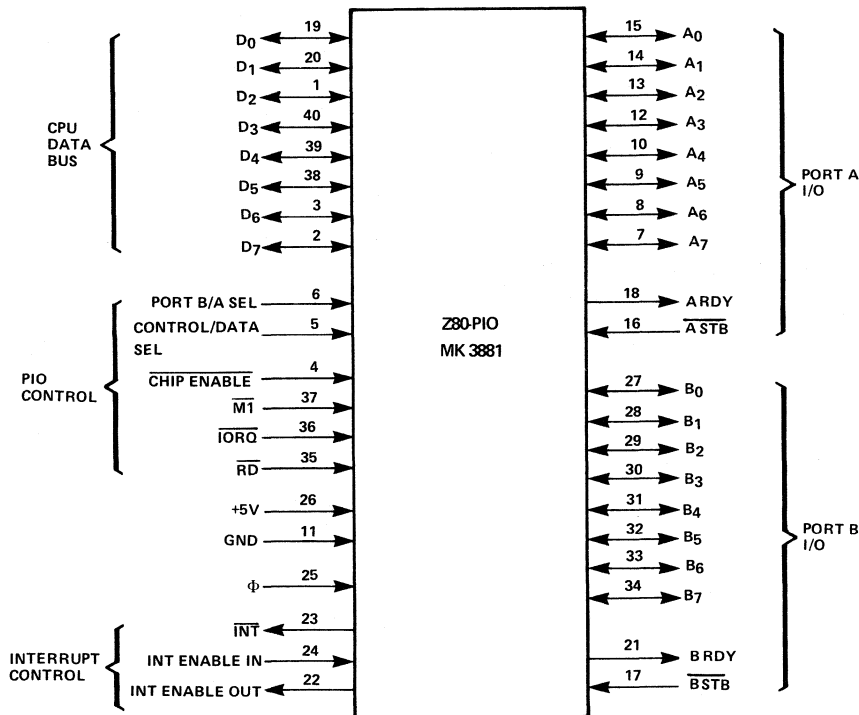 CPU
DATA
BUS
D0 19
D1 20
D2 1
D3 40
D4 39
D5 38
D6 3
D7 2
PIO
CONTROL
PORT B/A SEL 6
CONTROL/DATA 5
SEL
CHIP ENABLE 4
M1 37
IORQ 36
RD 35
+5V 26
GND 11
Φ 25
INTERRUPT
CONTROL
INT 23
INT ENABLE IN 24
INT ENABLE OUT 22
Z80-PIO
MK 3881
15 A0
14 A1
13 A2
12 A3
10 A4
9 A5
8 A6
7 A7
18 ARDY
16 ASTB
PORT A
I/O
27 B0
28 B1
29 B2
30 B3
31 B4
32 B5
33 B6
34 B7
21 BRDY
17 BSTB
PORT B
I/O